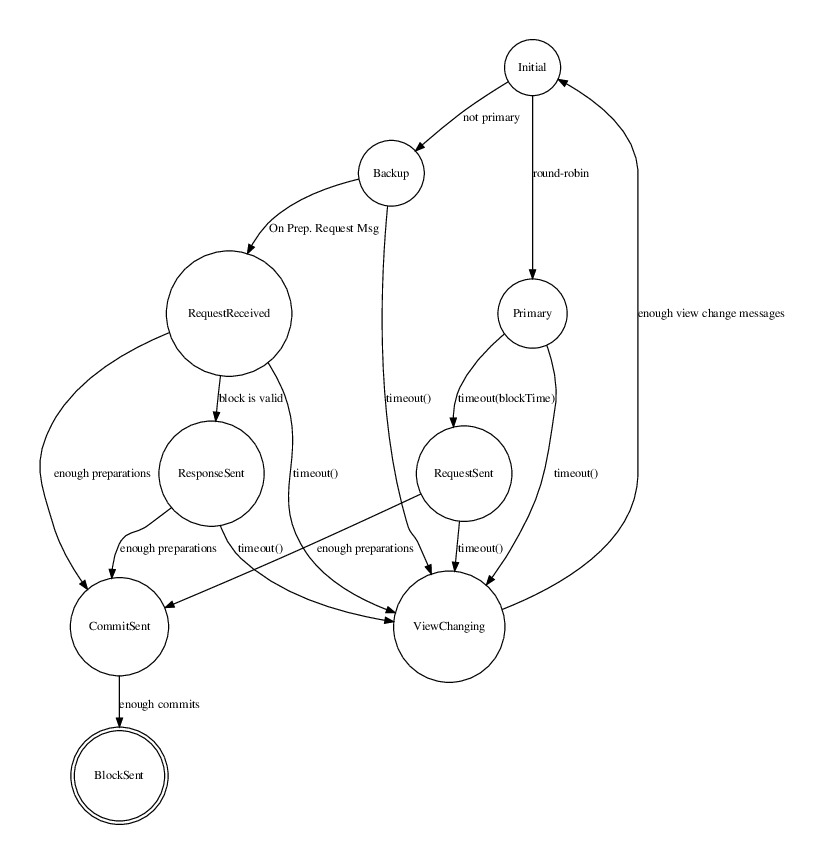 Initial
not primary
Backup
round-robin
On Prep. Request Msg
RequestReceived
Primary
enough view change messages
block is valid
timeout()
timeout(blockTime)
enough preparations
ResponseSent
timeout()
RequestSent
timeout()
enough preparations
timeout()
enough preparations
timeout()
CommitSent
ViewChanging
enough commits
BlockSent